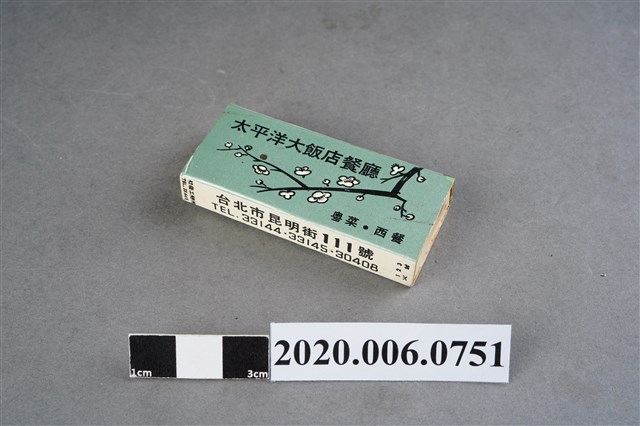 太平洋大飯店餐廳
粵菜・西餐
台北市昆明街111號
TEL.33144・33145・30408
1cm
3cm
2020.006.0751